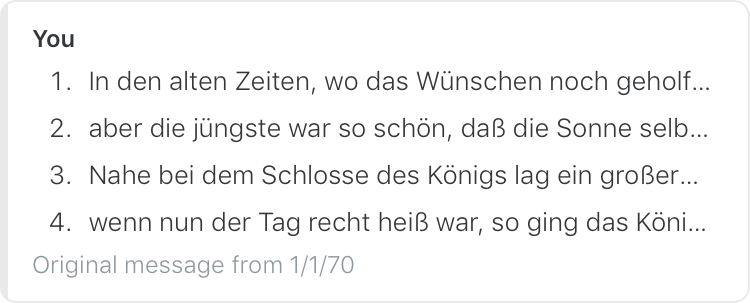 You
1. In den alten Zeiten, wo das Wünschen noch geholf...
2. aber die jüngste war so schön, daß die Sonne selb...
3. Nahe bei dem Schlosse des Königs lag ein großer...
4. wenn nun der Tag recht heiß war, so ging das Köni...
Original message from 1/1/70